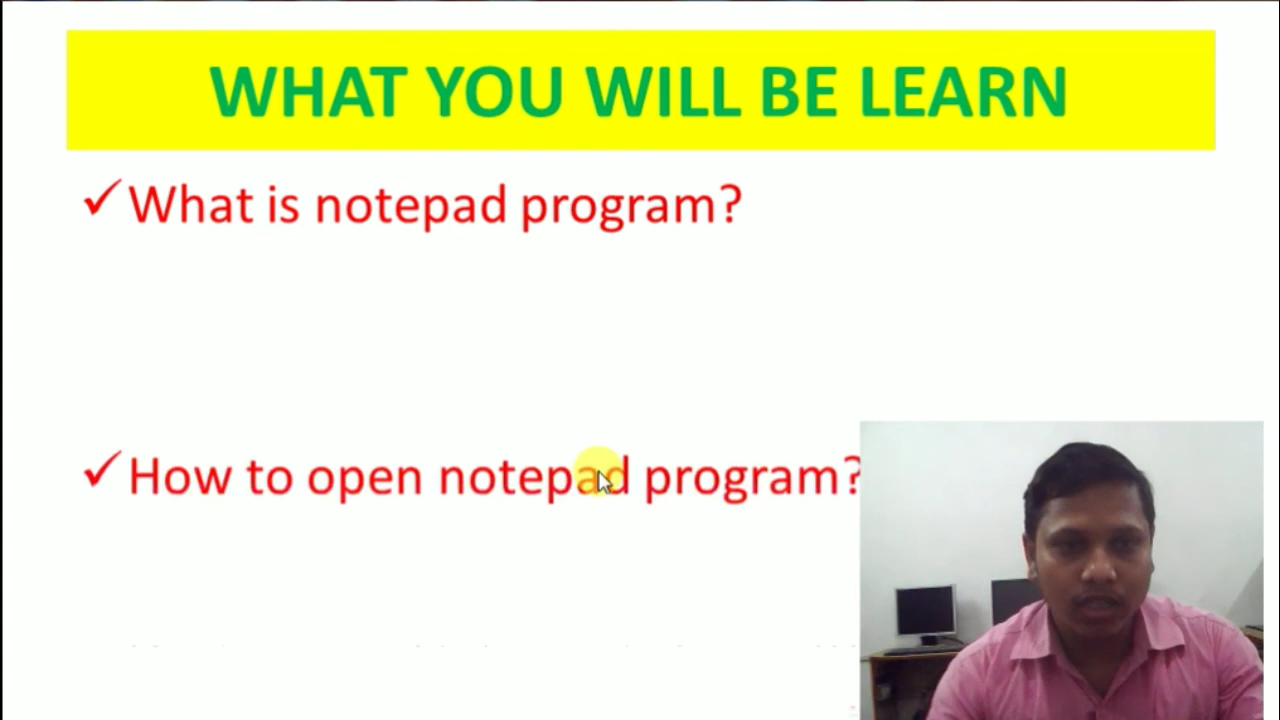 WHAT YOU WILL BE LEARN
✓ What is notepad program?
✓ How to open notepad program?